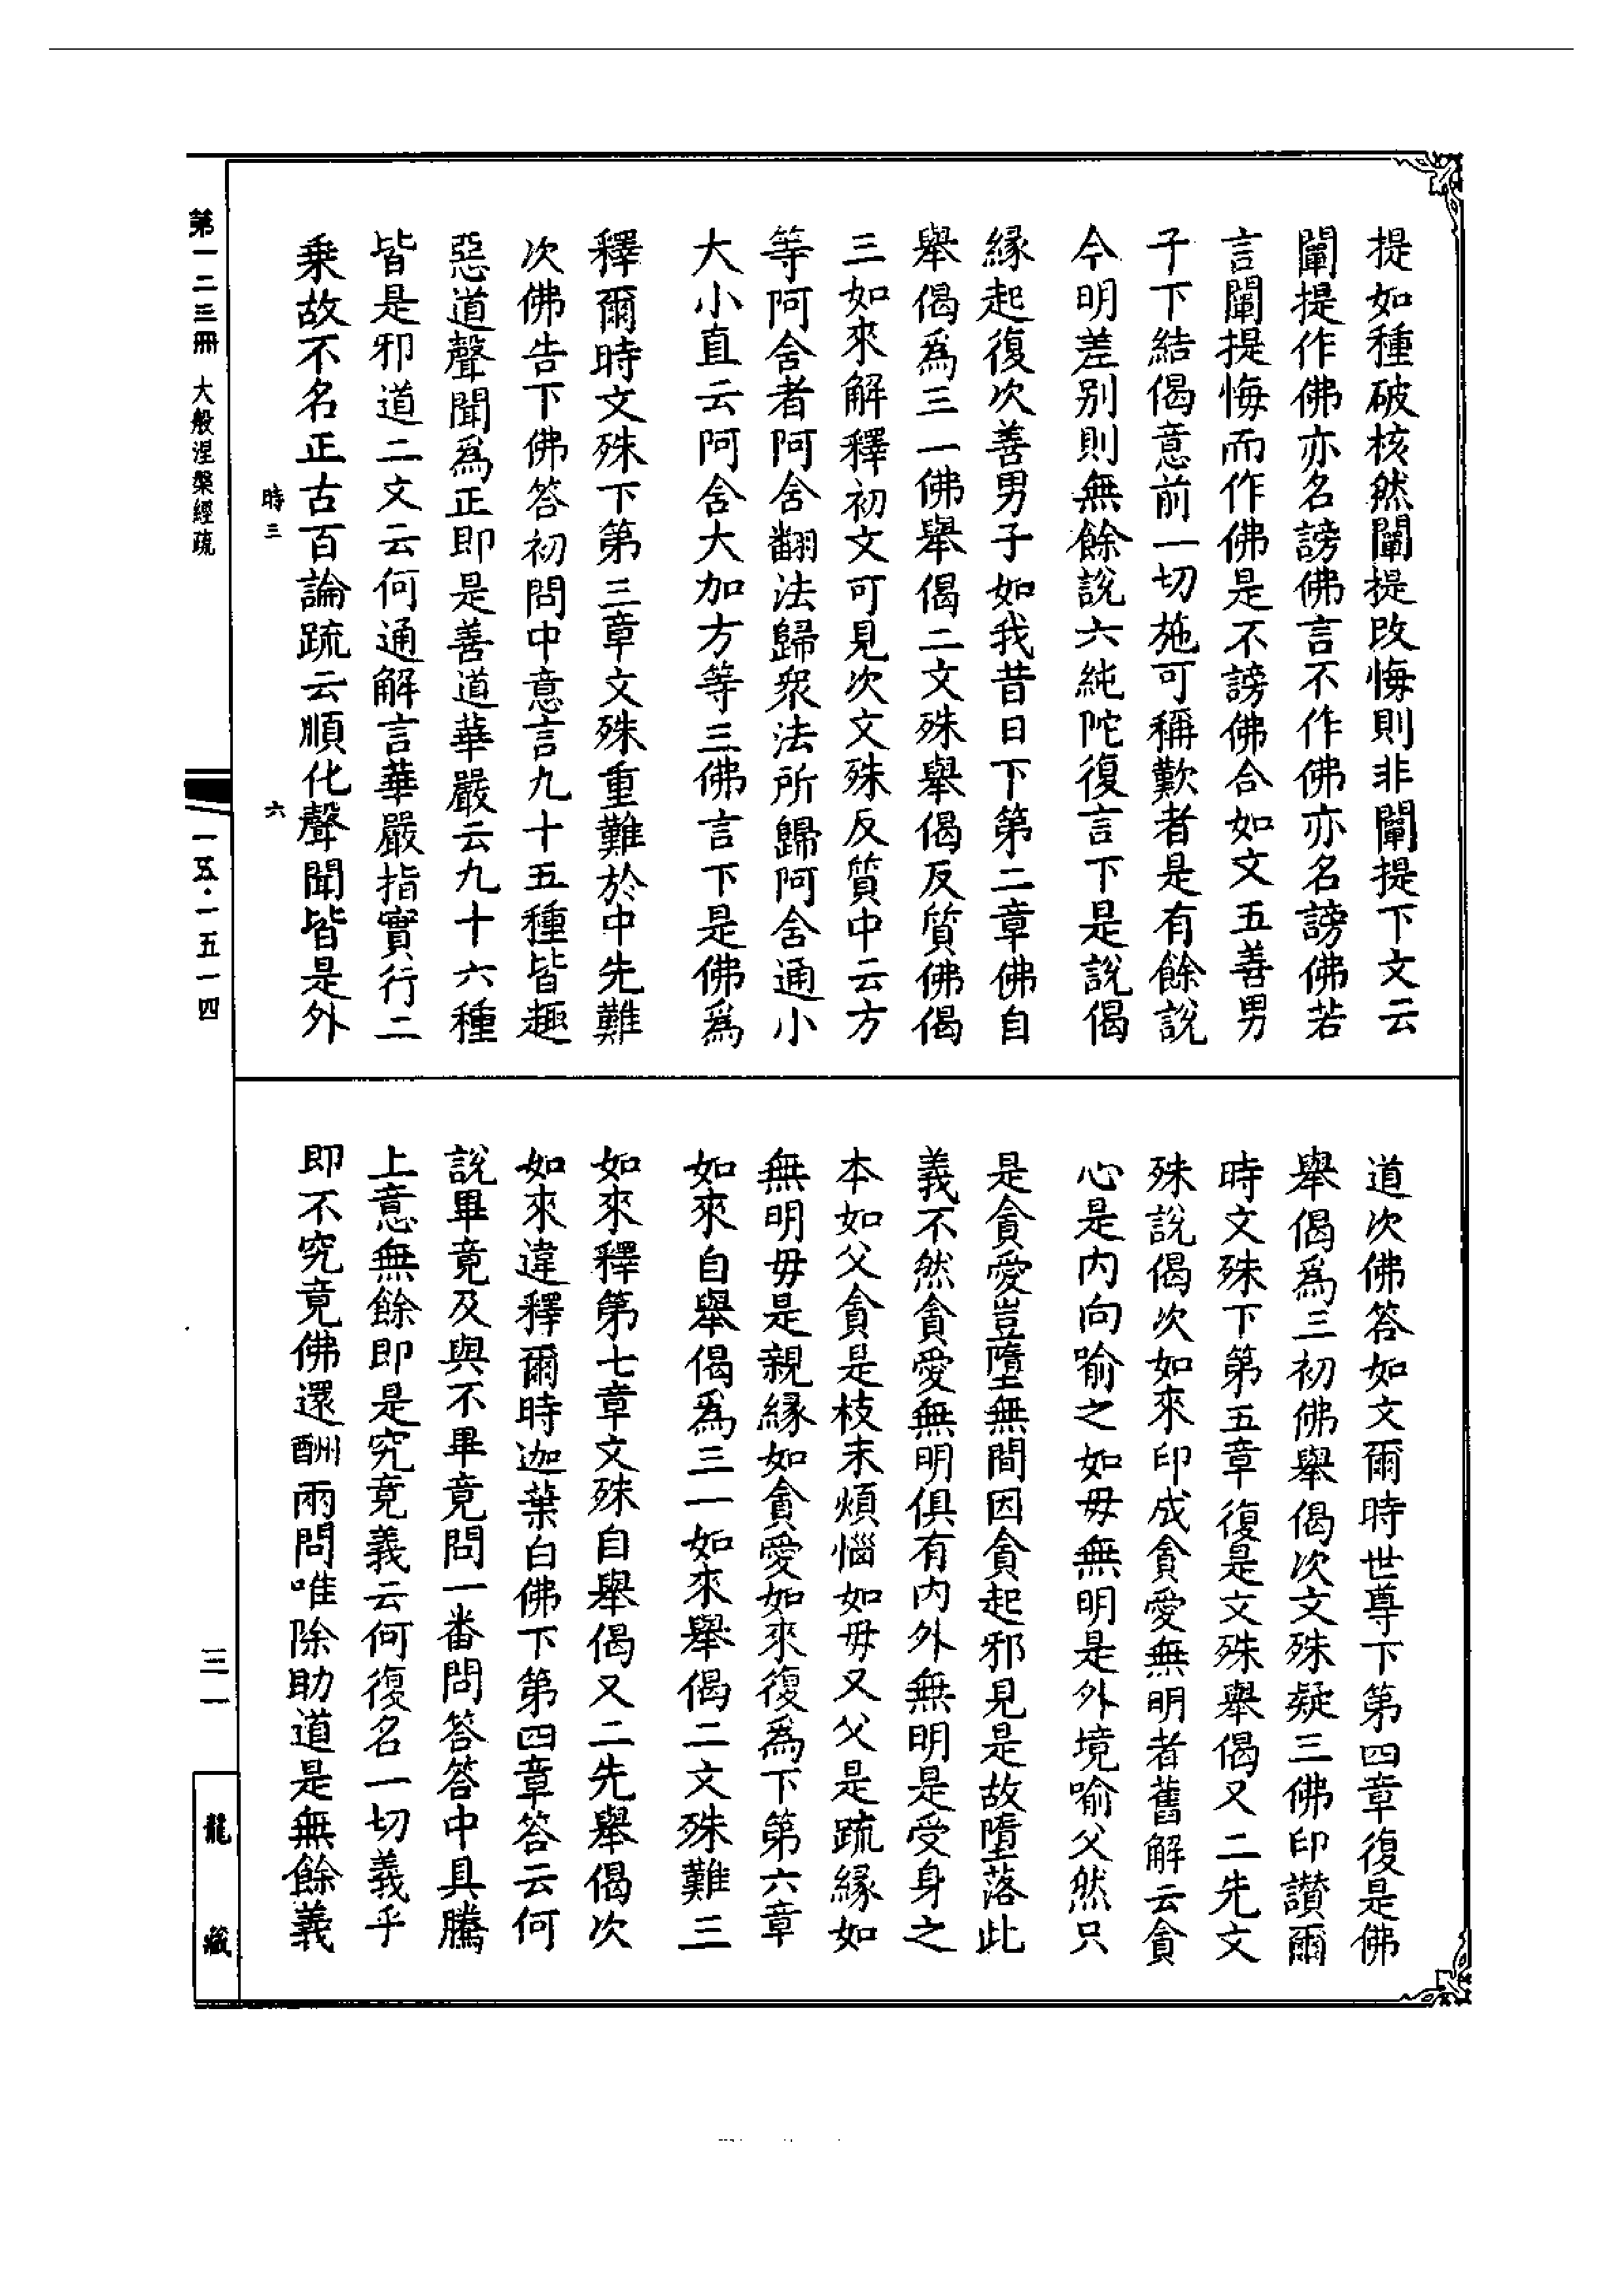 提如種破核然闡提改悔則非闡提下文云
闡提作佛亦名謗佛言不作佛亦名謗佛若
言闡提悔而作佛是不謗佛合如文五善男
子下結偈意前一切施可稱歎者是有餘說
今明差別則無餘說六純陀復言下是說偈
緣起復次善男子如我昔日下第二章佛自
舉偈為三一佛舉偈二文殊舉偈反質佛偈
三如來解釋初文可見次文殊反質中云方
等阿舍者阿舍翻法歸衆法所歸阿舍通小
大小直云阿舍大加方等三佛言下是佛為
釋爾時文殊下第三章文殊重難於中先難
次佛告下佛答初問中意言九十五種皆趣
惡道聲聞為正即是善道華嚴云九十六種
皆是邪道二文云何通解言華嚴指實行二
乘故不名正古百論疏云順化聲聞皆是外
道次佛答如文爾時世尊下第四章復是佛
舉偈為三初佛舉偈次文殊疑三佛印讚爾
時文殊下第五章復是文殊舉偈又二先文
殊說偈次如來印成貪愛無明者舊解云貪
心是內向喻之如母無明是外境喻父然只
是貪愛豈墮無間因貪起邪見是故墮落此
義不然貪愛無明俱有內外無明是受身之
本如父貪是枝末煩惱如母又父是疏緣如
無明母是親緣如貪愛如來復為下第六章
如來自舉偈為三一如來舉偈二文殊難三
如來釋第七章文殊自舉偈又二先舉偈次
如來違釋爾時迦葉白佛下第四章答云何
說畢竟及與不畢竟問一番問答答中具騰
上意無餘即是究竟義云何復名一切義乎
即不究竟佛還酬兩問唯除助道是無餘義
時三
六
第一二三冊 大般涅槃經疏
一五·一五一四
三一
龍藏